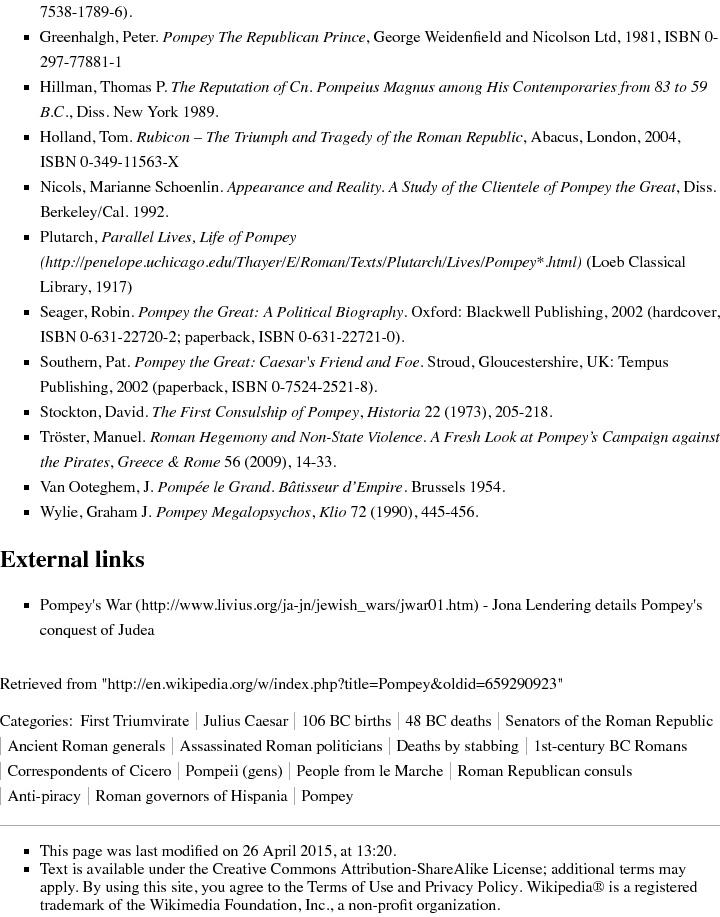 7538-1789-6).
Greenhalgh, Peter. Pompey The Republican Prince, George Weidenfield and Nicolson Ltd, 1981, ISBN 0-
297-77881-1
Hillman, Thomas P. The Reputation of Cn. Pompeius Magnus among His Contemporaries from 83 to 59
B.C., Diss. New York 1989.
Holland, Tom. Rubicon – The Triumph and Tragedy of the Roman Republic, Abacus, London, 2004,
ISBN 0-349-11563-X
Nicols, Marianne Schoenlin. Appearance and Reality. A Study of the Clientele of Pompey the Great, Diss.
Berkeley/Cal. 1992.
Plutarch, Parallel Lives, Life of Pompey
(http://penelope.uchicago.edu/Thayer/E/Roman/Texts/Plutarch/Lives/Pompey*.html) (Loeb Classical
Library, 1917)
Seager, Robin. Pompey the Great: A Political Biography. Oxford: Blackwell Publishing, 2002 (hardcover,
ISBN 0-631-22720-2; paperback, ISBN 0-631-22721-0).
Southern, Pat. Pompey the Great: Caesar's Friend and Foe. Stroud, Gloucestershire, UK: Tempus
Publishing, 2002 (paperback, ISBN 0-7524-2521-8).
Stockton, David. The First Consulship of Pompey, Historia 22 (1973), 205-218.
Tröster, Manuel. Roman Hegemony and Non-State Violence. A Fresh Look at Pompey’s Campaign against
the Pirates, Greece & Rome 56 (2009), 14-33.
Van Ooteghem, J. Pompée le Grand. Bâtisseur d’Empire. Brussels 1954.
Wylie, Graham J. Pompey Megalopsychos, Klio 72 (1990), 445-456.
External links
Pompey's War (http://www.livius.org/ja-jn/jewish_wars/jwar01.htm) - Jona Lendering details Pompey's
conquest of Judea
Retrieved from "http://en.wikipedia.org/w/index.php?title=Pompey&oldid=659290923"
Categories: First Triumvirate | Julius Caesar | 106 BC births | 48 BC deaths | Senators of the Roman Republic
| Ancient Roman generals | Assassinated Roman politicians | Deaths by stabbing | 1st-century BC Romans
| Correspondents of Cicero | Pompeii (gens) | People from le Marche | Roman Republican consuls
| Anti-piracy | Roman governors of Hispania | Pompey
This page was last modified on 26 April 2015, at 13:20.
Text is available under the Creative Commons Attribution-ShareAlike License; additional terms may
apply. By using this site, you agree to the Terms of Use and Privacy Policy. Wikipedia® is a registered
trademark of the Wikimedia Foundation, Inc., a non-profit organization.